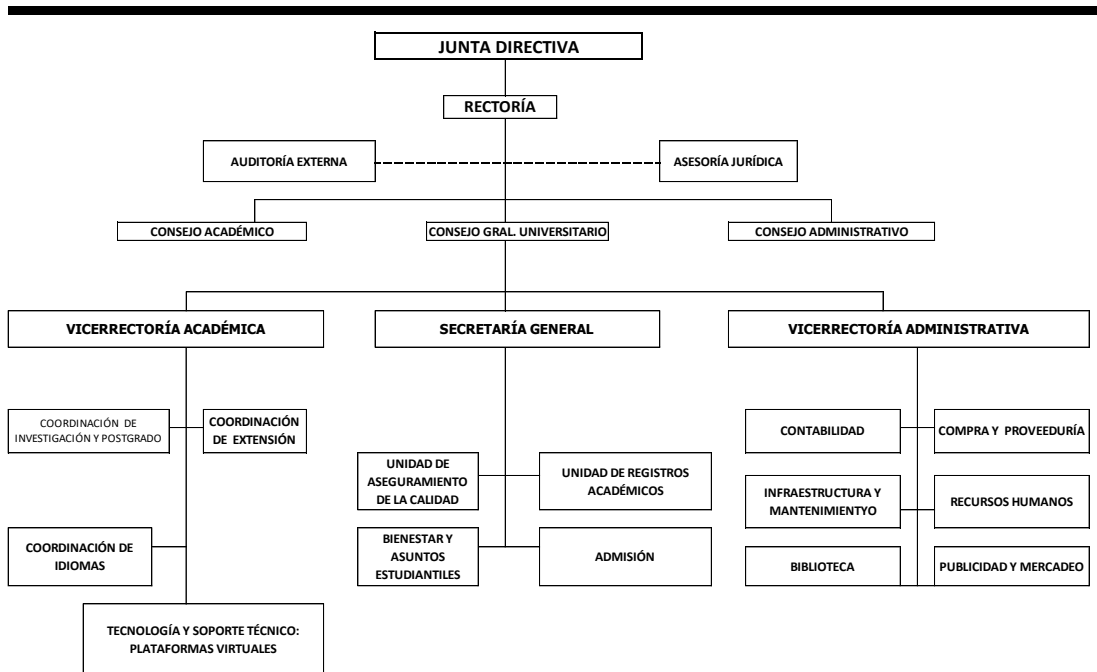 JUNTA DIRECTIVA
RECTORÍA
AUDITORÍA EXTERNA
ASESORÍA JURÍDICA
CONSEJO ACADÉMICO
CONSEJO GRAL. UNIVERSITARIO
CONSEJO ADMINISTRATIVO
VICERRECTORÍA ACADÉMICA
SECRETARÍA GENERAL
VICERRECTORÍA ADMINISTRATIVA
COORDINACIÓN DE
INVESTIGACIÓN Y POSTGRADO
COORDINACIÓN
DE EXTENSIÓN
COORDINACIÓN DE
IDIOMAS
TECNOLOGÍA Y SOPORTE TÉCNICO:
PLATAFORMAS VIRTUALES
UNIDAD DE
ASEGURAMIENTO
DE LA CALIDAD
UNIDAD DE REGISTROS
ACADÉMICOS
BIENESTAR Y
ASUNTOS
ESTUDIANTILES
ADMISIÓN
CONTABILIDAD
COMPRA Y PROVEEDURÍA
INFRAESTRUCTURA Y
MANTENIMIENTYO
RECURSOS HUMANOS
BIBLIOTECA
PUBLICIDAD Y MERCADEO